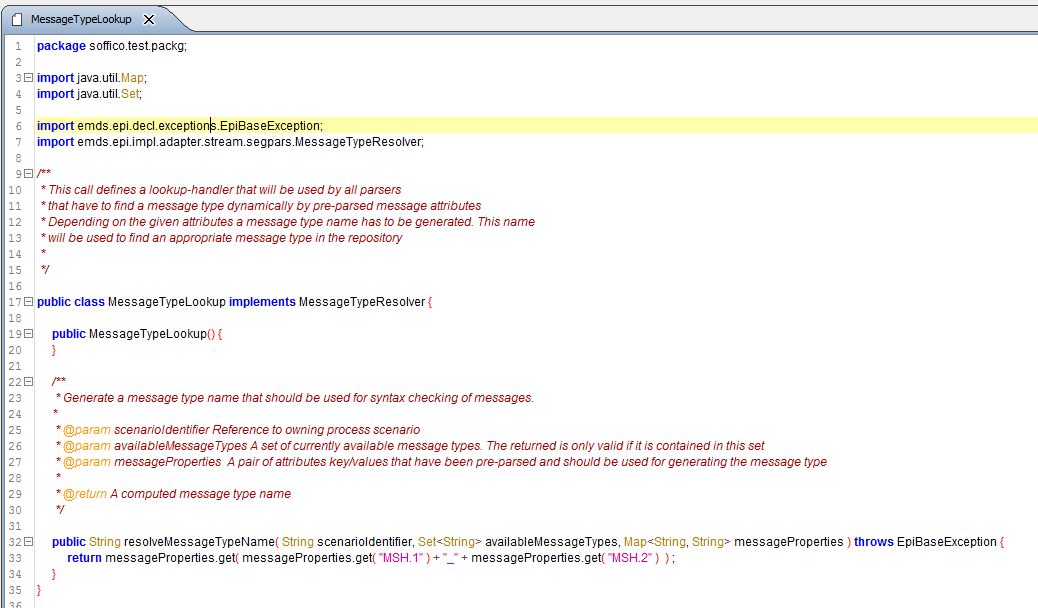 MessageTypeLookup
1 package soffico.test.packg;
2
3 import java.util.Map;
4 import java.util.Set;
5
6 import emds.epi.decl.exceptions.EpiBaseException;
7 import emds.epi.impl.adapter.stream.segpars.MessageTypeResolver;
8
9 /**
10 * This call defines a lookup-handler that will be used by all parsers
11 * that have to find a message type dynamically by pre-parsed message attributes
12 * Depending on the given attributes a message type name has to be generated. This name
13 * will be used to find an appropriate message type in the repository
14 *
15 */
16
17 public class MessageTypeLookup implements MessageTypeResolver {
18
19 public MessageTypeLookup() {
20 }
21
22 /**
23 * Generate a message type name that should be used for syntax checking of messages.
24 *
25 * @param scenarioIdentifier Reference to owning process scenario
26 * @param availableMessageTypes A set of currently available message types. The returned is only valid if it is contained in this set
27 * @param messageProperties A pair of attributes key/values that have been pre-parsed and should be used for generating the message type
28 *
29 * @return A computed message type name
30 */
31
32 public String resolveMessageTypeName( String scenarioIdentifier, Set<String> availableMessageTypes, Map<String, String> messageProperties ) throws EpiBaseException {
33 return messageProperties.get( messageProperties.get( "MSH.1" ) + "_" + messageProperties.get( "MSH.2" ) ) ;
34 }
35 }
36